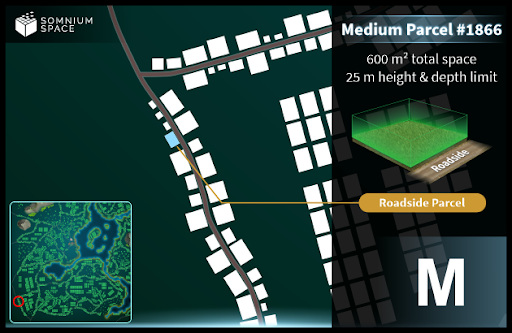 SOMNIUM
SPACE
Medium Parcel #1866
600 m² total space
25 m height & depth limit
Roadside
Roadside Parcel
M